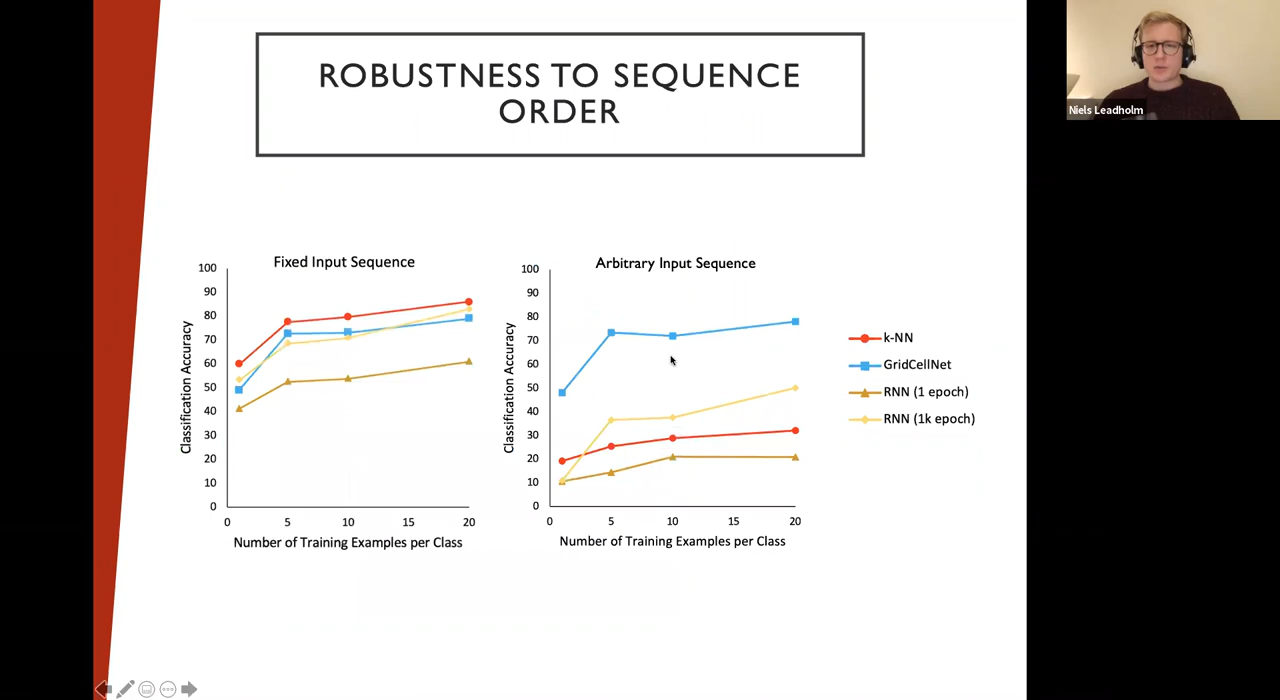 ROBUSTNESS TO SEQUENCE
ORDER
Niels Leadholm
Fixed Input Sequence
Classification Accuracy
100
90
80
70
60
50
40
30
20
10
0
0
5
10
15
20
Number of Training Examples per Class
Arbitrary Input Sequence
Classification Accuracy
100
90
80
70
60
50
40
30
20
10
0
0
5
10
15
20
Number of Training Examples per Class
k-NN
GridCellNet
RNN (1 epoch)
RNN (1k epoch)